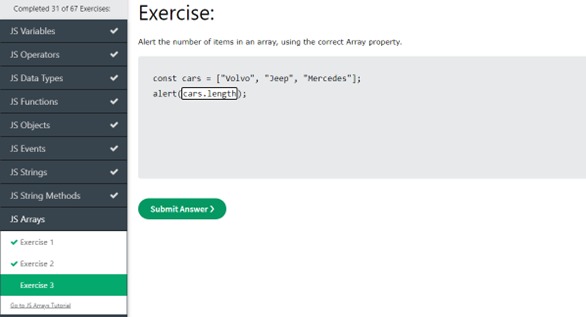 Completed 31 of 67 Exercises:
JS Variables
JS Operators
JS Data Types
JS Functions
JS Objects
JS Events
JS Strings
JS String Methods
JS Arrays
Exercise 1
Exercise 2
Exercise 3
Go to JS Arrays Tutorial
Exercise:
Alert the number of items in an array, using the correct Array property.
const cars = ["Volvo", "Jeep", "Mercedes"];
alert(cars.length);
Submit Answer ❯